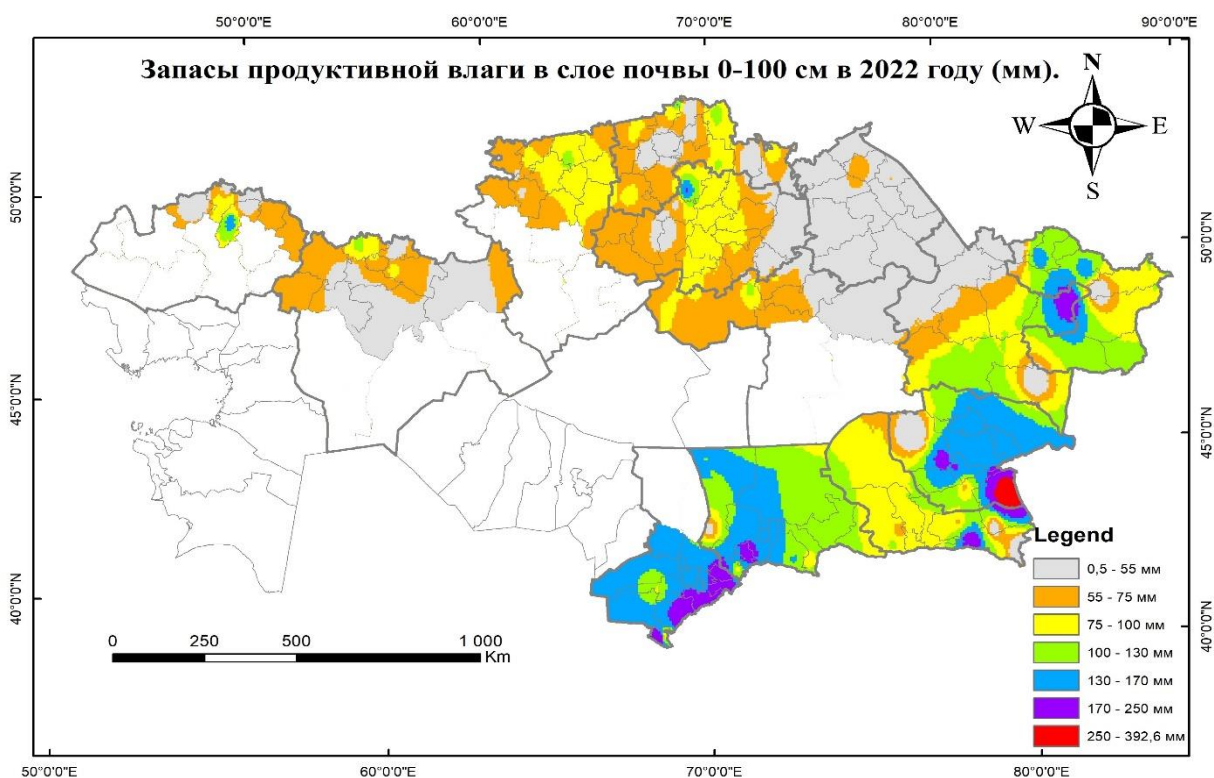 50°0'0"E 60°0'0"E 70°0'0"E 80°0'0"E 90°0'0"E
Запасы продуктивной влаги в слое почвы 0-100 см в 2022 году (мм).
N
W E
S
50°0'0"N
50°0'0"N
45°0'0"N
45°0'0"N
40°0'0"N
40°0'0"N
Legend
0,5 - 55 мм
55 - 75 мм
75 - 100 мм
100 - 130 мм
130 - 170 мм
170 - 250 мм
250 - 392,6 мм
0 250 500 1 000
Km
50°0'0"E 60°0'0"E 70°0'0"E 80°0'0"E